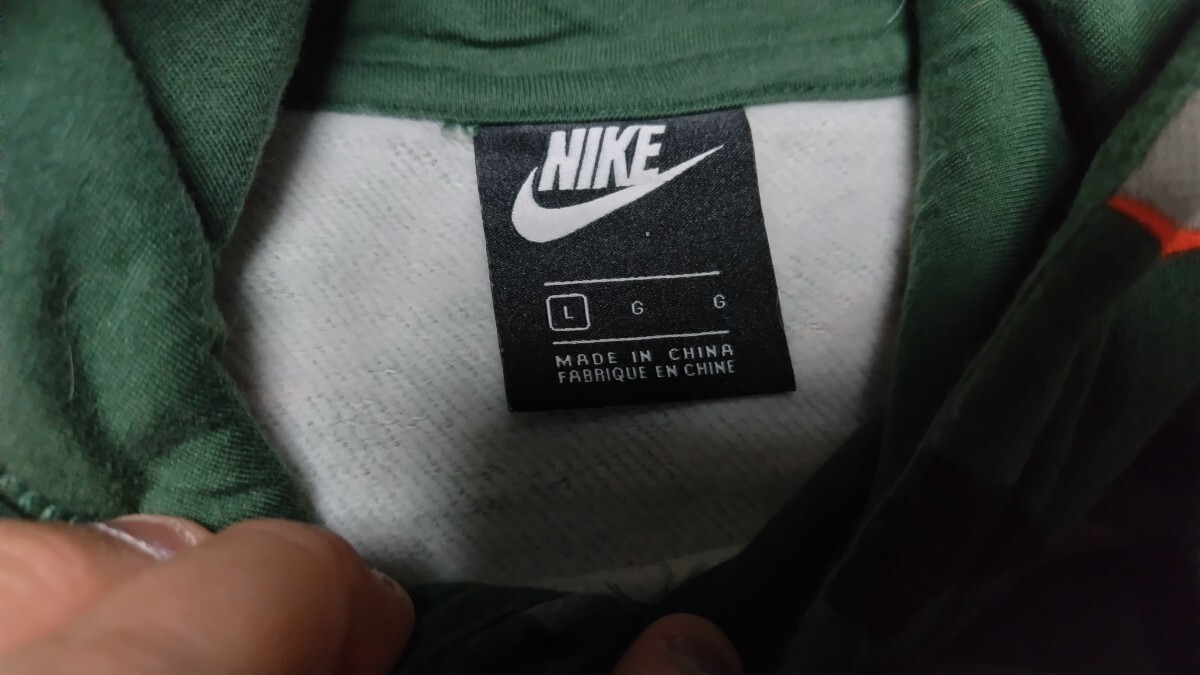 NIKE
L G G
MADE IN CHINA
FABRIQUE EN CHINE